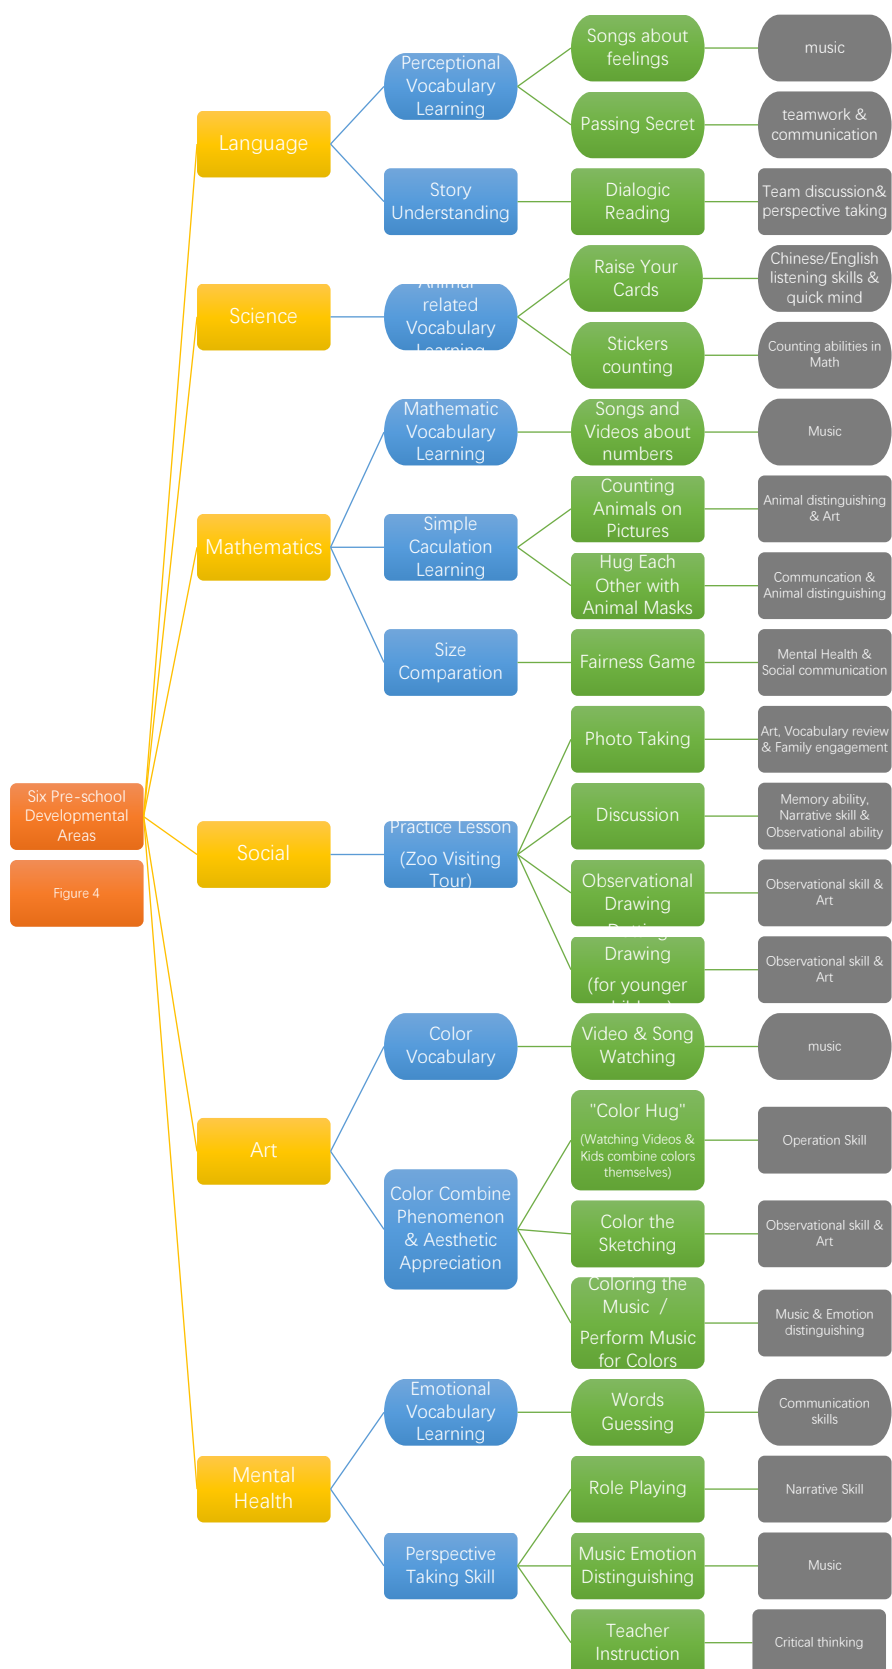 Six Pre-school
Developmental
Areas
Figure 4
Language
Perceptional
Vocabulary
Learning
Songs about
feelings
music
Passing Secret
teamwork &
communication
Story
Understanding
Dialogic
Reading
Team discussion&
perspective taking
Science
Animal-
related
Vocabulary
Learning
Raise Your
Cards
Chinese/English
listening skills &
quick mind
Stickers
counting
Counting abilities in
Math
Mathematics
Mathematic
Vocabulary
Learning
Songs and
Videos about
numbers
Music
Simple
Caculation
Learning
Counting
Animals on
Pictures
Animal distinguishing
& Art
Hug Each
Other with
Animal Masks
Communcation &
Animal distinguishing
Size
Comparation
Fairness Game
Mental Health &
Social communication
Social
Practice Lesson
(Zoo Visiting
Tour)
Photo Taking
Art, Vocabulary review
& Family engagement
Discussion
Memory ability,
Narrative skill &
Observational ability
Observational
Drawing
Observational skill &
Art
Drawing
(for younger
Observational skill &
Art
Art
Color
Vocabulary
Video & Song
Watching
music
Color Combine
Phenomenon
& Aesthetic
Appreciation
"Color Hug"
(Watching Videos &
Kids combine colors
themselves)
Operation Skill
Color the
Sketching
Observational skill &
Art
Coloring the
Music /
Perform Music
for Colors
Music & Emotion
distinguishing
Mental
Health
Emotional
Vocabulary
Learning
Words
Guessing
Communication
skills
Perspective
Taking Skill
Role Playing
Narrative Skill
Music Emotion
Distinguishing
Music
Teacher
Instruction
Critical thinking